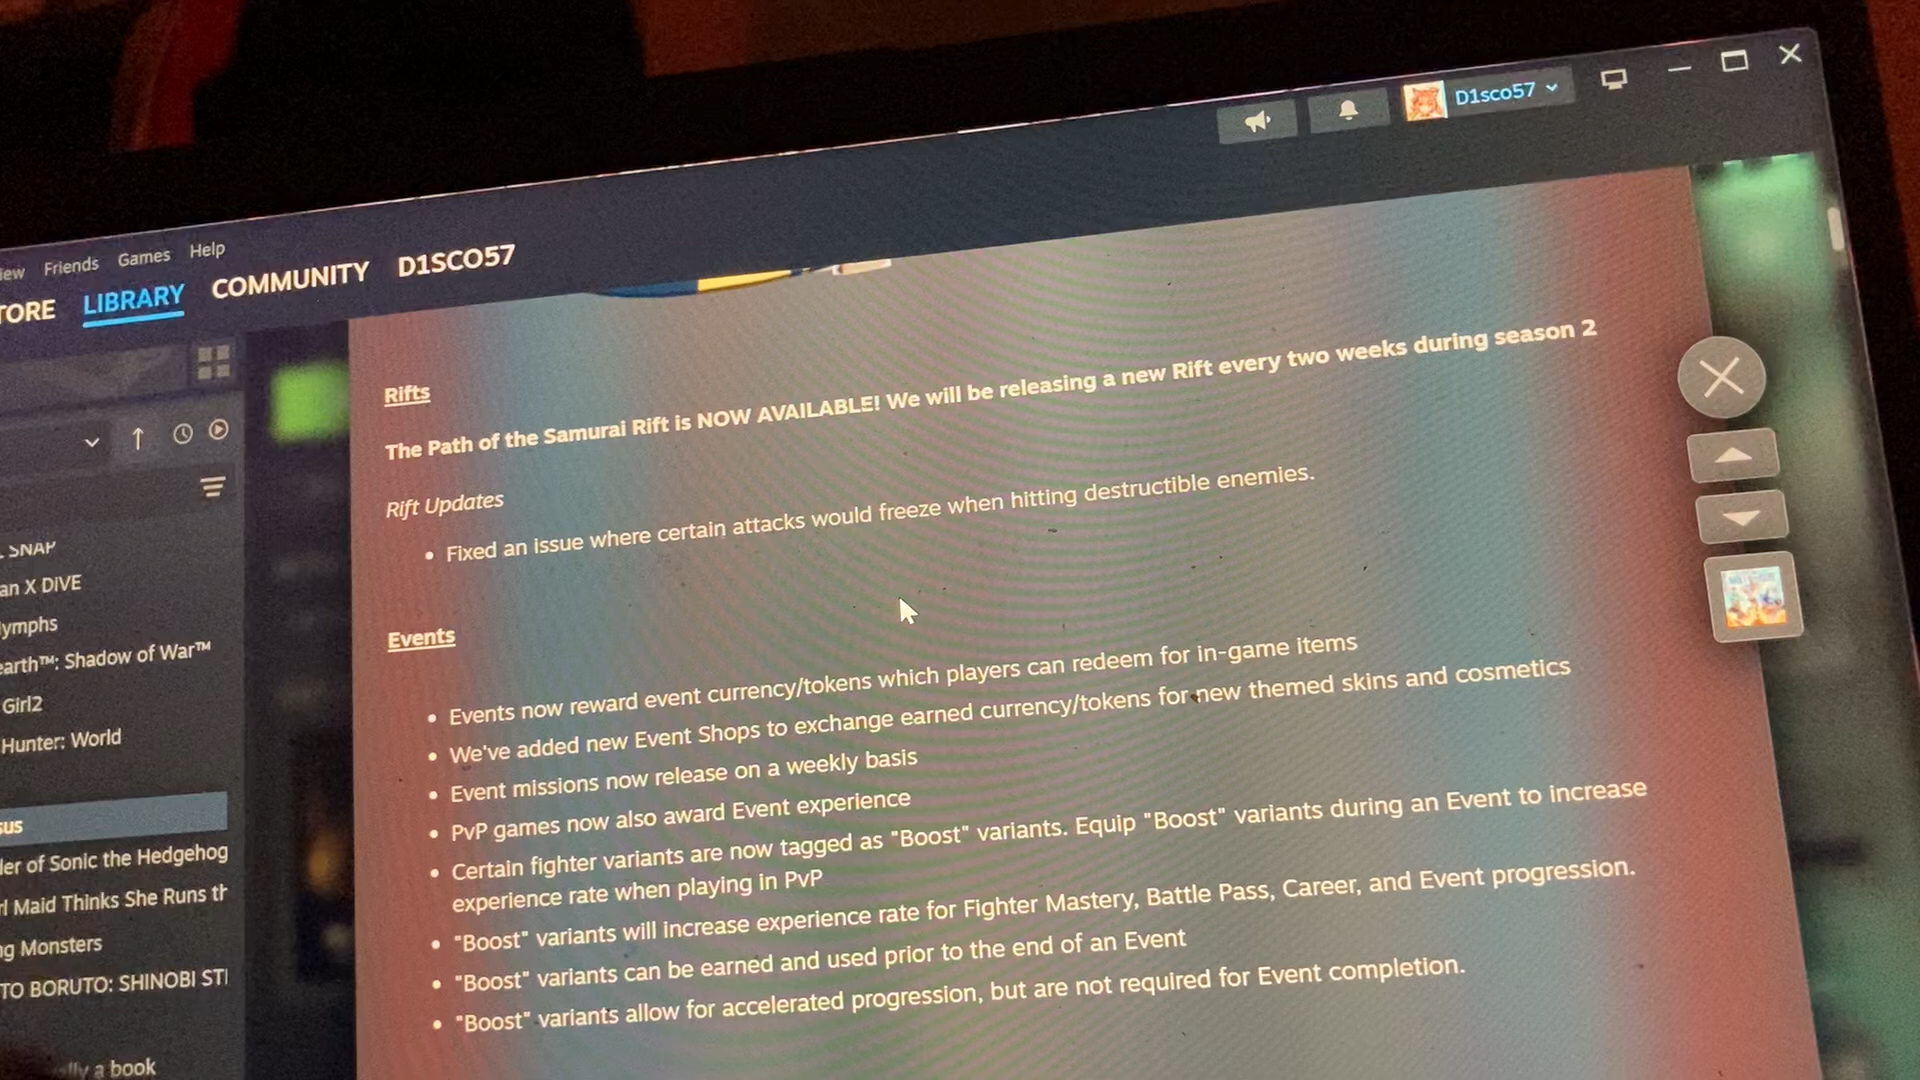 D1sco57
iew Friends Games Help
TORE LIBRARY COMMUNITY D1SCO57
Rifts
The Path of the Samurai Rift is NOW AVAILABLE! We will be releasing a new Rift every two weeks during season 2
Rift Updates
• Fixed an issue where certain attacks would freeze when hitting destructible enemies.
Events
• Events now reward event currency/tokens which players can redeem for in-game items
• We've added new Event Shops to exchange earned currency/tokens for new themed skins and cosmetics
• Event missions now release on a weekly basis
• PvP games now also award Event experience
• Certain fighter variants are now tagged as "Boost" variants. Equip "Boost" variants during an Event to increase
experience rate when playing in PvP
• "Boost" variants will increase experience rate for Fighter Mastery, Battle Pass, Career, and Event progression.
• "Boost" variants can be earned and used prior to the end of an Event
• "Boost" variants allow for accelerated progression, but are not required for Event completion.
SNAP
an X DiVE
lymphs
earth™: Shadow of War™
Girl2
Hunter: World
sus
der of Sonic the Hedgehog
rl Maid Thinks She Runs th
ng Monsters
TO BORUTO: SHINOBI STI
lly a book